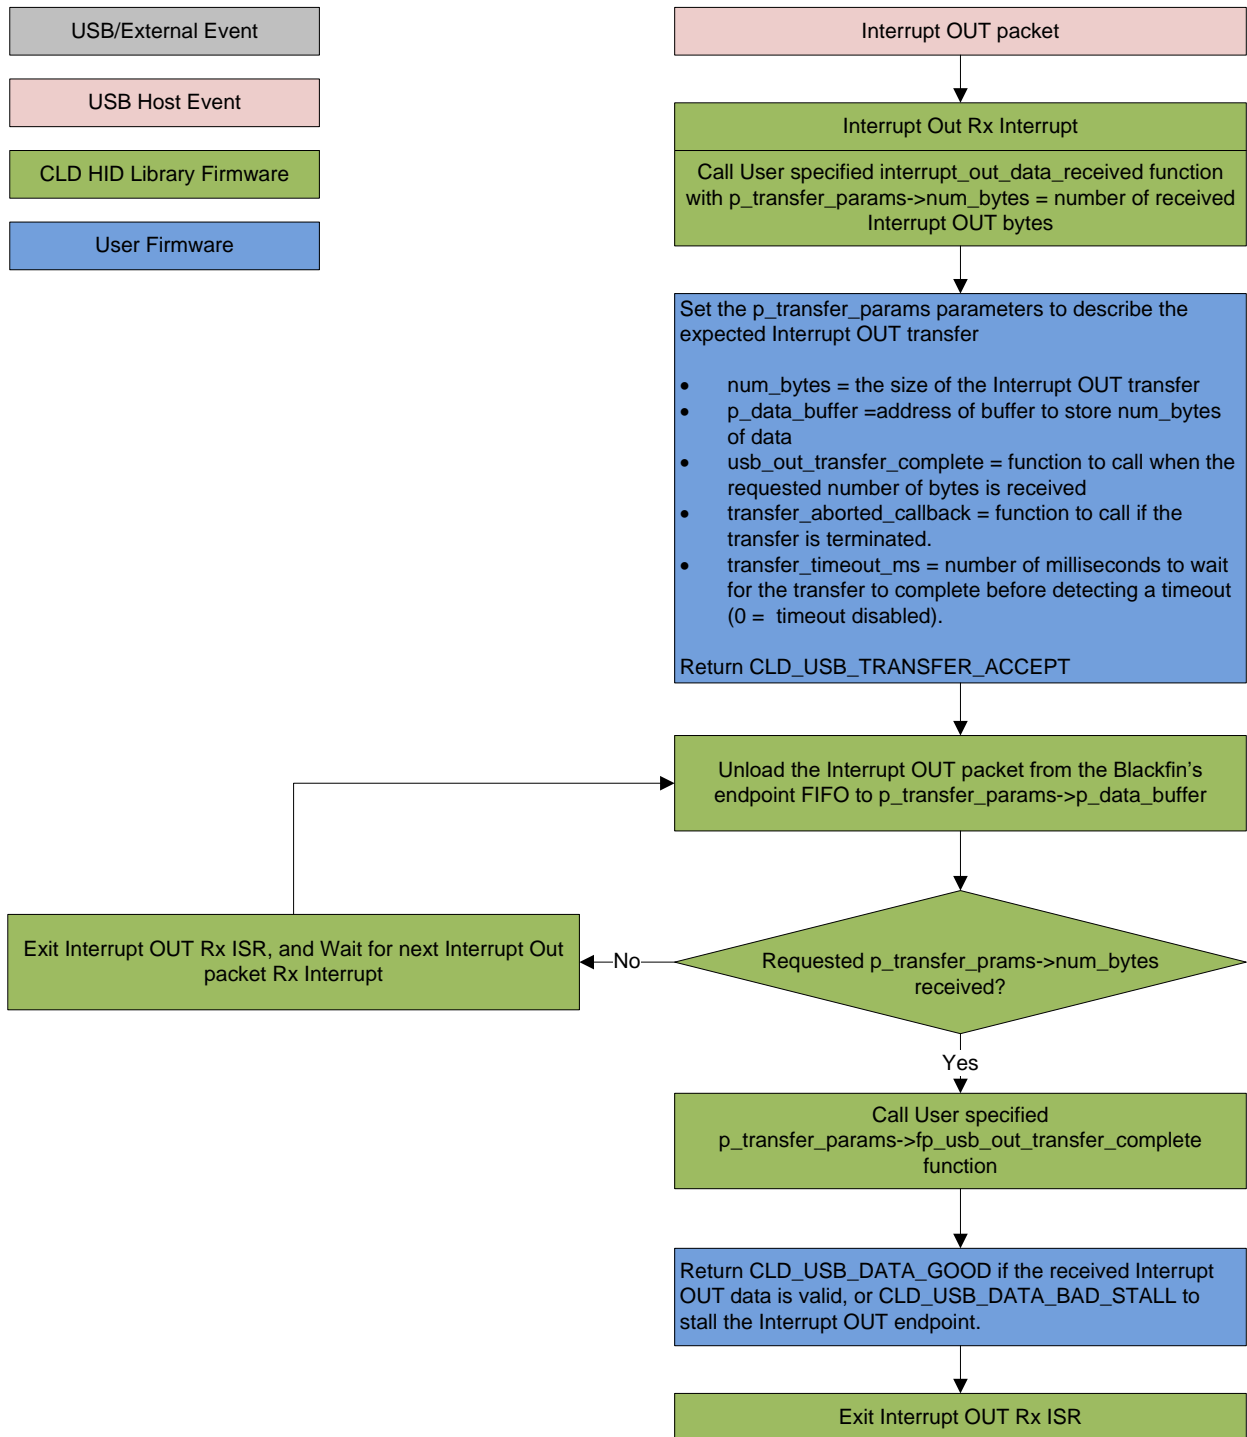 USB/External Event
USB Host Event
CLD HID Library Firmware
User Firmware
Interrupt OUT packet
Interrupt Out Rx Interrupt
Call User specified interrupt_out_data_received function
with p_transfer_params->num_bytes = number of received
Interrupt OUT bytes
Set the p_transfer_params parameters to describe the
expected Interrupt OUT transfer
• num_bytes = the size of the Interrupt OUT transfer
• p_data_buffer =address of buffer to store num_bytes
of data
• usb_out_transfer_complete = function to call when the
requested number of bytes is received
• transfer_aborted_callback = function to call if the
transfer is terminated.
• transfer_timeout_ms = number of milliseconds to wait
for the transfer to complete before detecting a timeout
(0 =  timeout disabled).
Return CLD_USB_TRANSFER_ACCEPT
Unload the Interrupt OUT packet from the Blackfin's
endpoint FIFO to p_transfer_params->p_data_buffer
Exit Interrupt OUT Rx ISR, and Wait for next Interrupt Out
packet Rx Interrupt
No
Requested p_transfer_prams->num_bytes
received?
Yes
Call User specified
p_transfer_params->fp_usb_out_transfer_complete
function
Return CLD_USB_DATA_GOOD if the received Interrupt
OUT data is valid, or CLD_USB_DATA_BAD_STALL to
stall the Interrupt OUT endpoint.
Exit Interrupt OUT Rx ISR